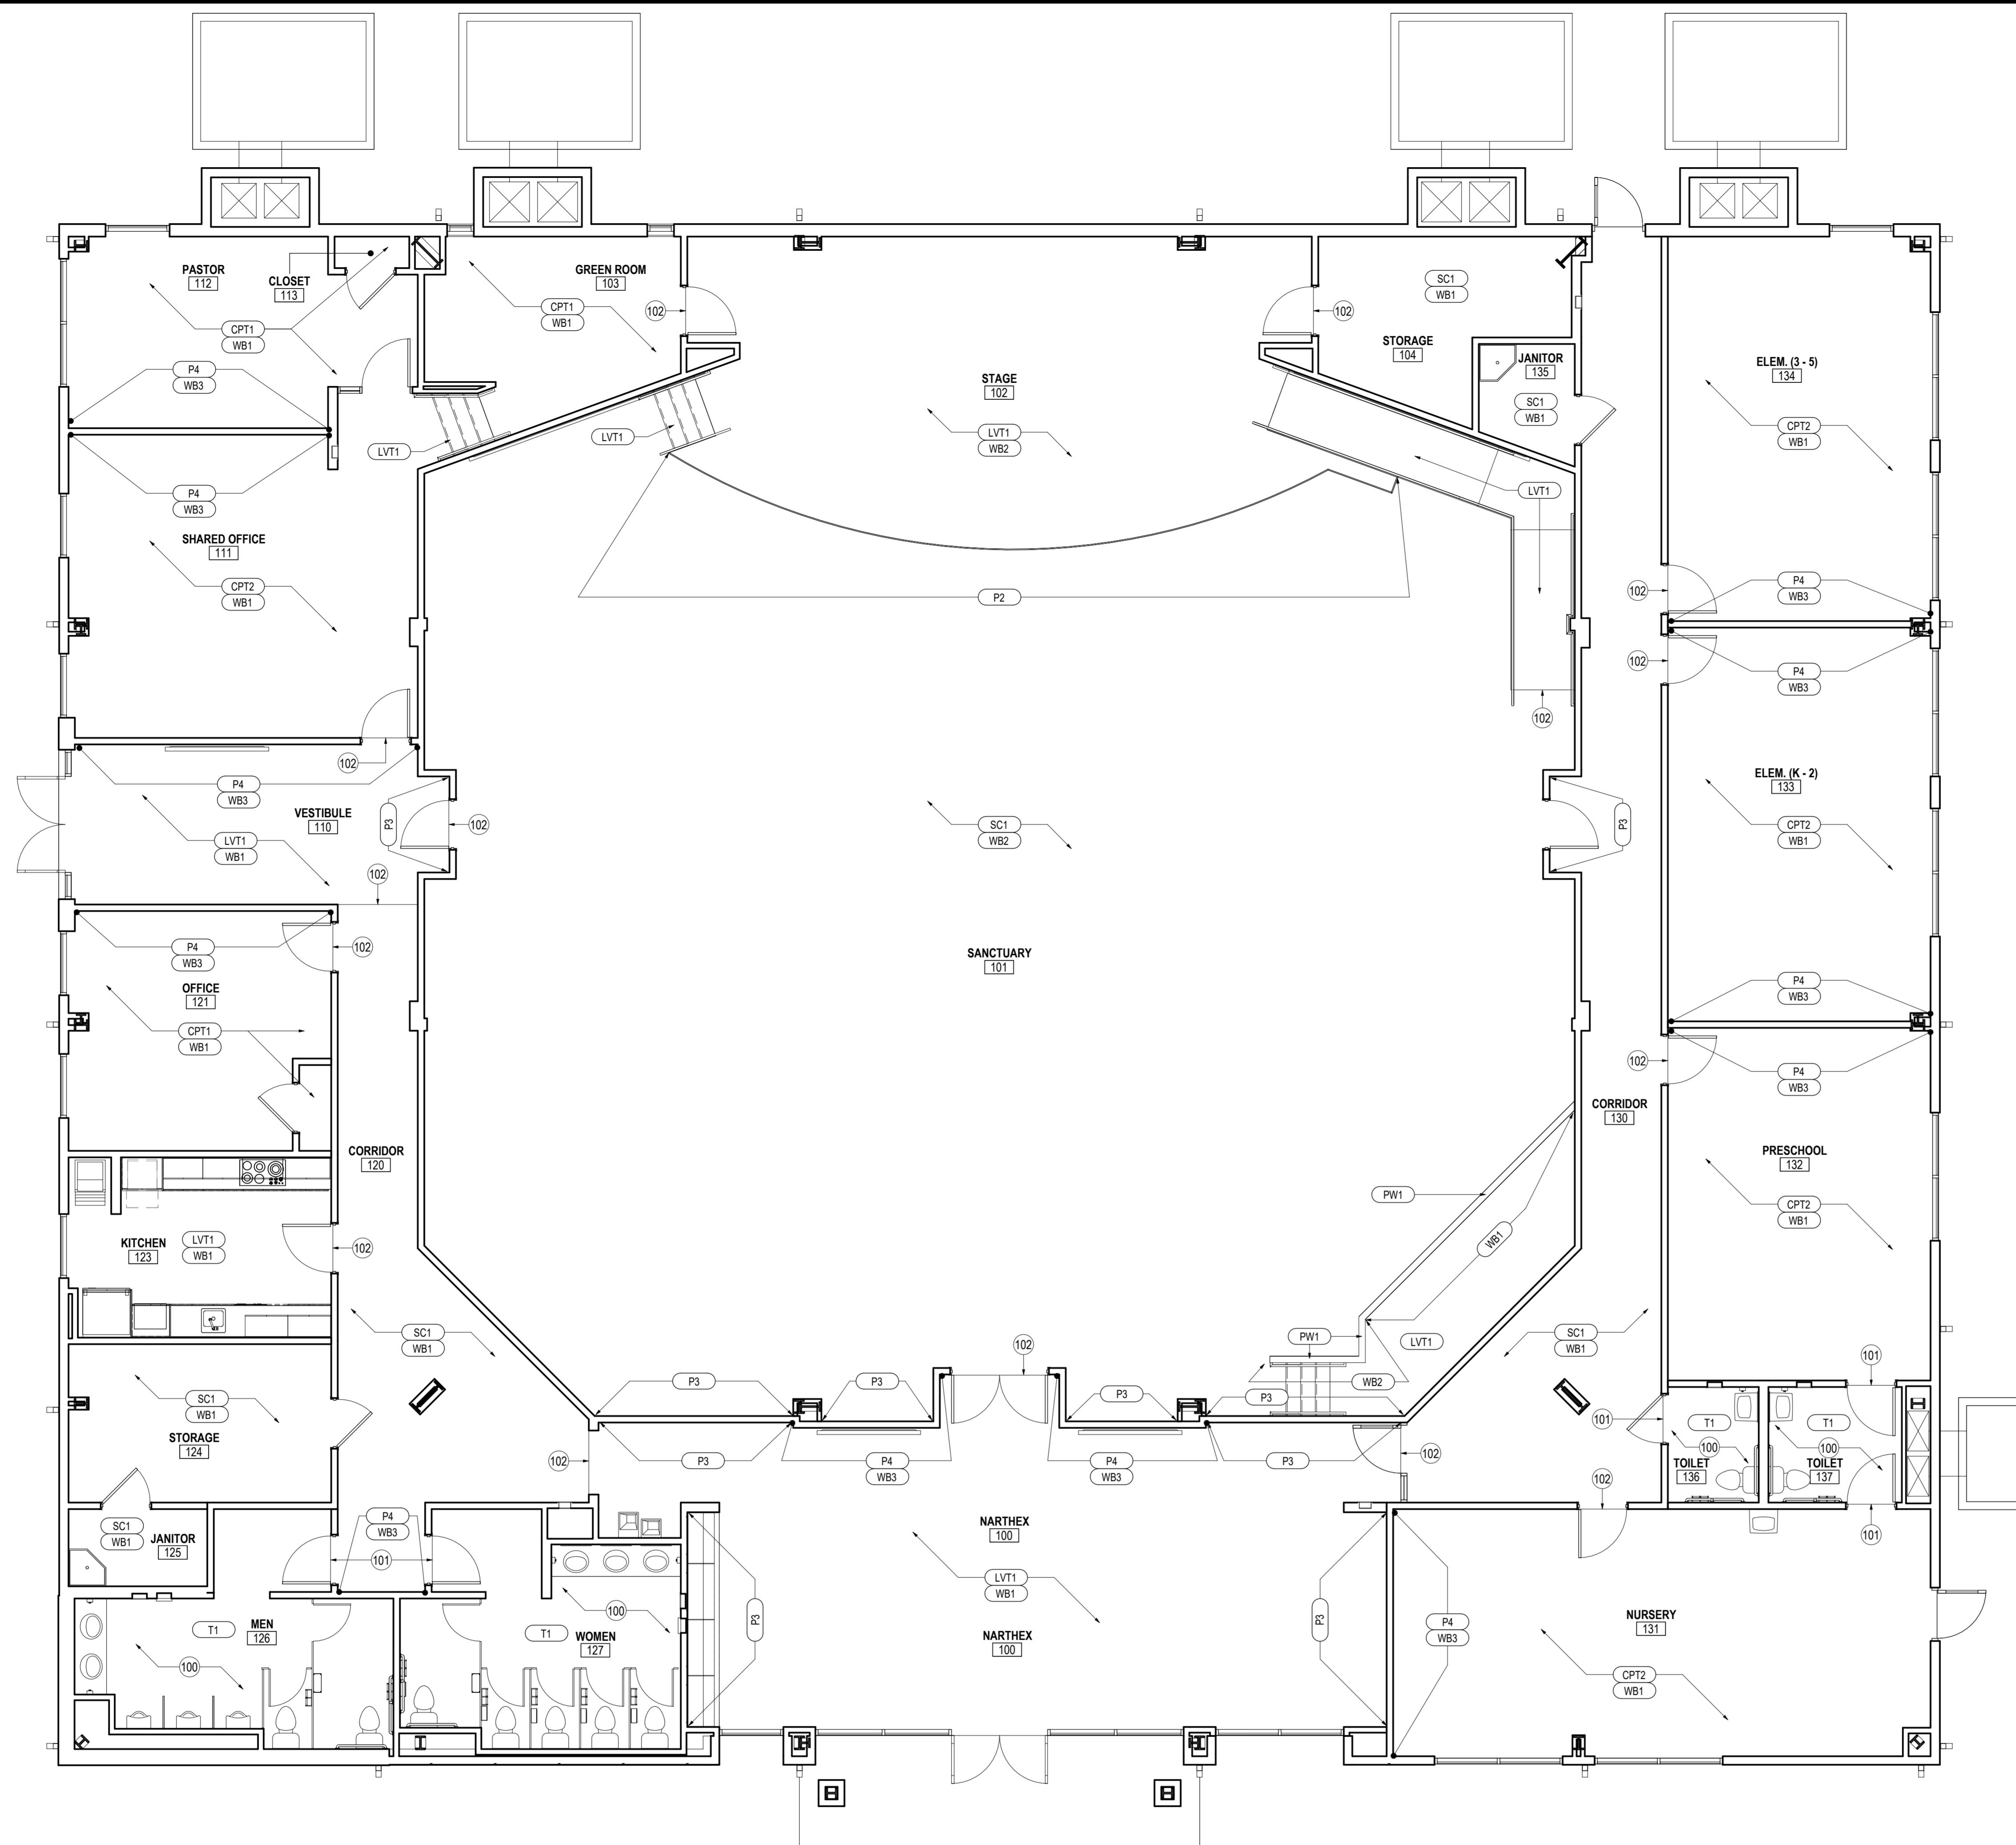 PASTOR
112
CLOSET
113
CPT1
WB1
P4
WB3
GREEN ROOM
103
CPT1
WB1
102
STAGE
102
LVT1
WB2
102
SC1
WB1
STORAGE
104
JANITOR
135
SC1
WB1
ELEM. (3 - 5)
134
CPT2
WB1
LVT1
LVT1
LVT1
P4
WB3
SHARED OFFICE
111
CPT2
WB1
P2
102
P4
WB3
102
P4
WB3
102
102
P4
WB3
VESTIBULE
110
LVT1
WB1
P3
102
102
SC1
WB2
P3
ELEM. (K - 2)
133
CPT2
WB1
P4
WB3
102
P4
WB3
OFFICE
121
CPT1
WB1
SANCTUARY
101
P4
WB3
102
P4
WB3
CORRIDOR
130
CORRIDOR
120
PRESCHOOL
132
CPT2
WB1
KITCHEN
123
LVT1
WB1
102
PW1
WB1
SC1
WB1
PW1
LVT1
WB2
SC1
WB1
102
101
SC1
WB1
STORAGE
124
P3
P3
P3
P3
101
T1
100
TOILET
136
T1
100
TOILET
137
102
P3
P4
WB3
P4
WB3
P3
102
102
101
SC1
WB1
JANITOR
125
P4
WB3
101
NARTHEX
100
LVT1
WB1
NARTHEX
100
P3
P3
MEN
126
T1
100
T1
WOMEN
127
100
P4
WB3
NURSERY
131
CPT2
WB1